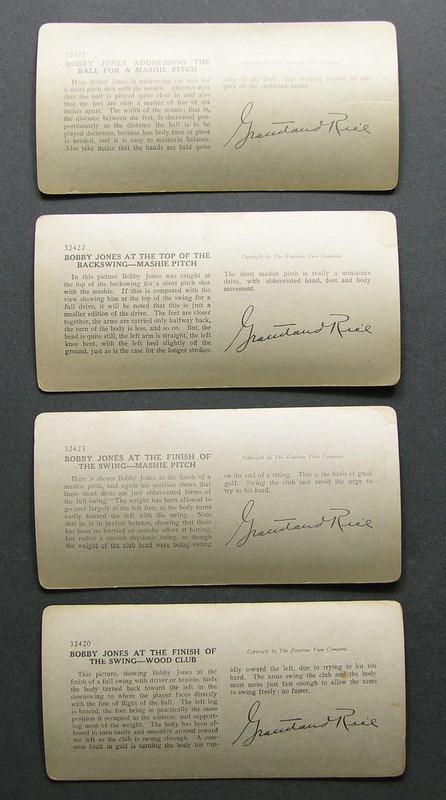 32421
BOBBY JONES ADDRESSING THE
BALL FOR A MASHIE PITCH
Here is Bobby Jones addressing the ball for
a short pitch shot with the mashie. Observe first
that the ball is played quite close in and also
that the feet are only a matter of five or six
inches apart. The width of the stance; that is,
the distance between the feet, is decreased pro-
portionately as the distance the ball is to be
played decreases, because less body turn or pivot
is needed, and it is easy to maintain balance.
Also take notice that the hands are held quite
Copyright by The Keystone View Company.
close to the body, thus making certain of the
path of the clubhead
Grantland Rice
32422
BOBBY JONES AT THE TOP OF THE
BACKSWING—MASHIE PITCH
In this picture Bobby Jones was caught at
the top of the backswing for a short pitch shot
with the mashie. If this is compared with the
view showing him at the top of the swing for a
full drive, it will be noted that this is just a
smaller edition of the drive. The feet are closer
together, the arms are carried only halfway back,
the turn of the body is less, and so on. But, the
head is quite still, the left arm is straight, the left
knee bent, with the left heel slightly off the
ground, just as is the case for the longer strokes.
Copyright by The Keystone View Company.
The short mashie pitch is really a miniature
drive, with abbreviated hand, foot and body
movement.
Grantland Rice
32423
BOBBY JONES AT THE FINISH OF
THE SWING—MASHIE PITCH
Here is shown Bobby Jones at the finish of a
mashie pitch, and again his position shows that
these short shots are just abbreviated forms of
the full swing. The weight has been allowed to
go over largely to the left foot, as the body turns
easily toward the left with the swing. Note
that he is in perfect balance, showing that there
has been no hurried or snatchy effort at hitting,
but rather a smooth rhythmic swing, as though
the weight of the club head were being swung
Copyright by The Keystone View Company.
on the end of a string. This is the basis of good
golf. Swing the club and avoid the urge to
try to hit hard.
Grantland Rice
32420
BOBBY JONES AT THE FINISH OF
THE SWING—WOOD CLUB
This picture, showing Bobby Jones at the
finish of a full swing with driver or brassie, finds
the body turned back toward the left in the
downswing to where the player faces directly
with the line of flight of the ball. The left leg
is braced, the foot being in practically the same
position it occupied in the address, and support-
ing most of the weight. The body has been al-
lowed to turn easily and smoothly around toward
the left as the club is swung through. A com-
mon fault in golf is turning the body too rap-
Copyright by The Keystone View Company.
idly toward the left, due to trying to hit too
hard. The arms swing the club and the body
must move just fast enough to allow the arms
to swing freely; no faster.
Grantland Rice